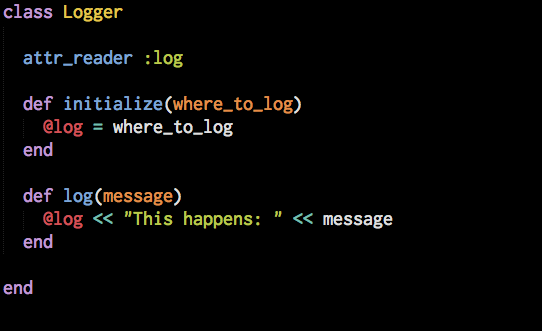 class Logger
attr_reader :log
def initialize(where_to_log)
@log = where_to_log
end
def log(message)
@log << "This happens: " << message
end
end